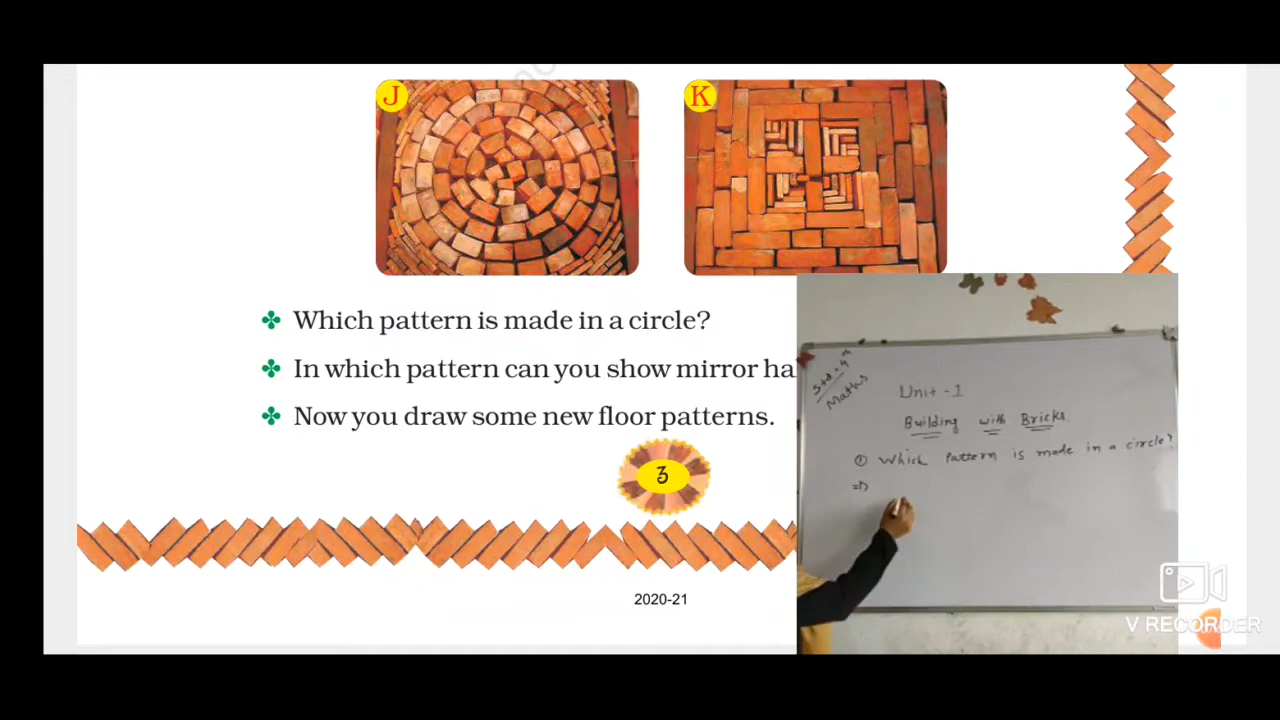 J
K
Which pattern is made in a circle?
In which pattern can you show mirror ha
Now you draw some new floor patterns.
3
2020-21
Std - 4th
Maths
Unit - 1
Building with Bricks.
① Which Pattern is made in a circle?
⇒
V RECORDER